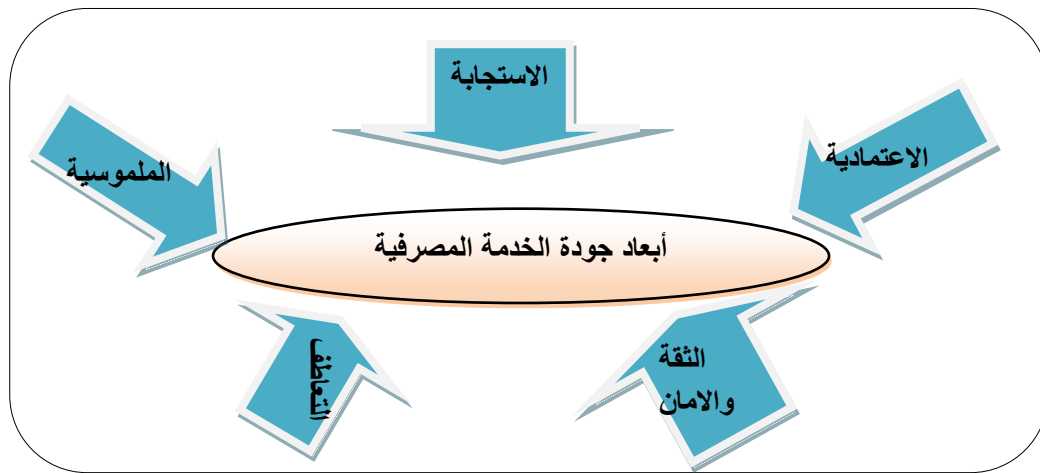 الاستجابة
الاعتمادية
الملموسية
أبعاد جودة الخدمة المصرفية
الثقة
والامان
التعاطف